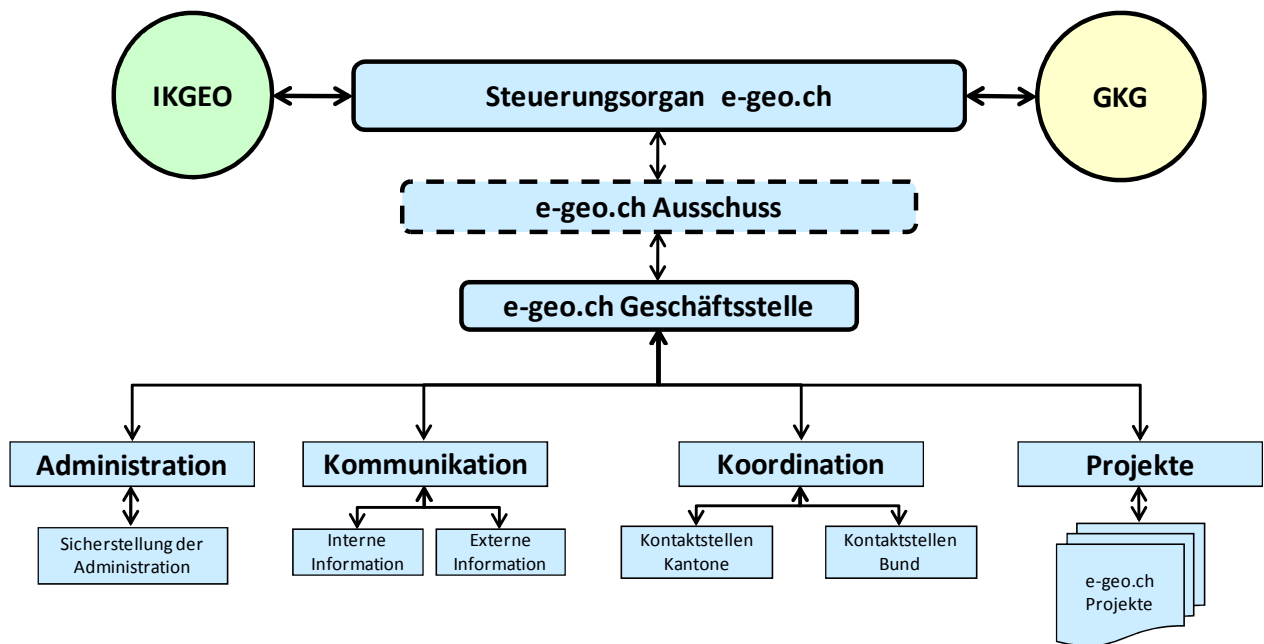 IKGEO
Steuerungsorgan e-geo.ch
GKG
e-geo.ch Ausschuss
e-geo.ch Geschäftsstelle
Administration
Kommunikation
Koordination
Projekte
Sicherstellung der
Administration
Interne
Information
Externe
Information
Kontaktstellen
Kantone
Kontaktstellen
Bund
e-geo.ch
Projekte